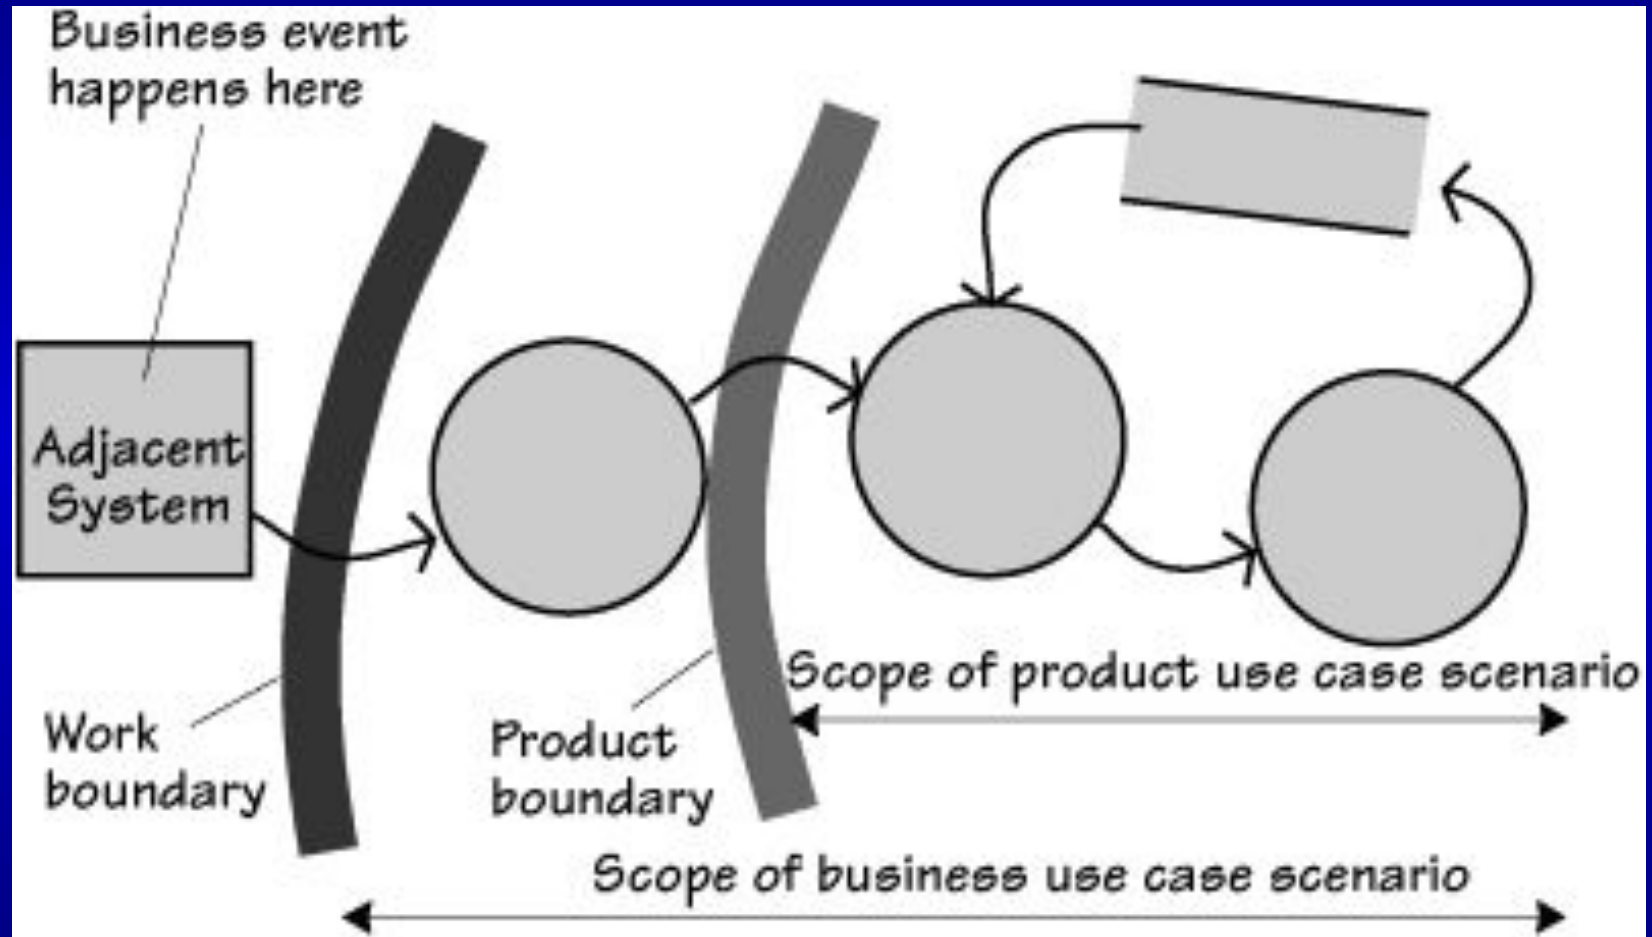 Business event
happens here
Adjacent
System
Work
boundary
Product
boundary
Scope of product use case scenario
Scope of business use case scenario